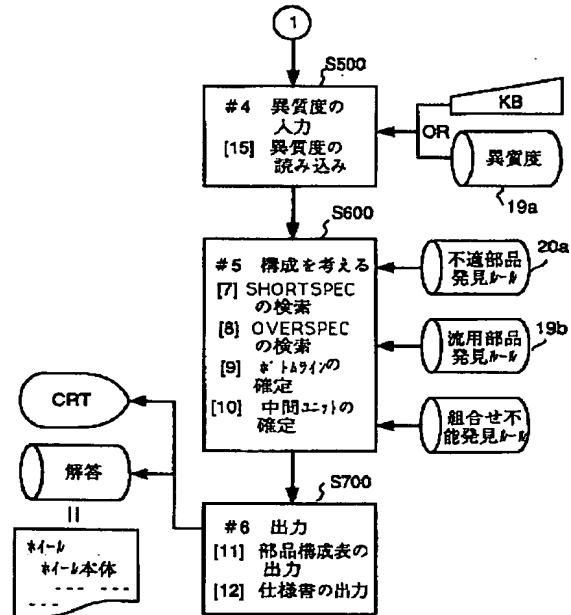 1
S500
#4 異質度の
入力
[15] 異質度の
読み込み
KB
OR
異質度
19a
S600
#5 構成を考える
[7] SHORTSPEC
の検索
[8] OVERSPEC
の検索
[9] ボトムラインの
確定
[10] 中間ユニットの
確定
不適部品
発見ルール
20a
流用部品
発見ルール
19b
組合せ不
能発見ルール
CRT
解答
ホイール
ホイール本体
S700
#6 出力
[11] 部品構成表の
出力
[12] 仕様書の出力